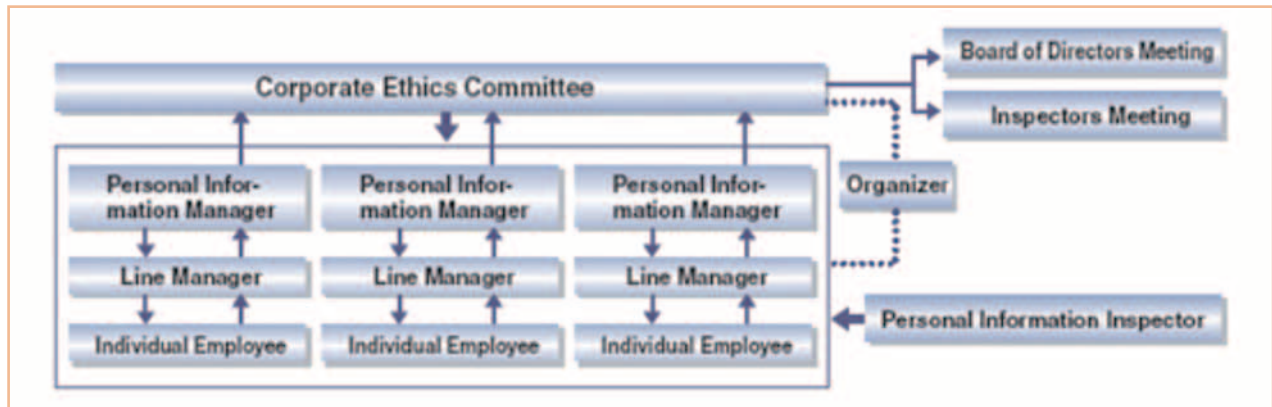 Board of Directors Meeting
Corporate Ethics Committee
Inspectors Meeting
Personal Infor-
mation Manager
Personal Infor-
mation Manager
Personal Infor-
mation Manager
Organizer
Line Manager
Line Manager
Line Manager
Personal Information Inspector
Individual Employee
Individual Employee
Individual Employee